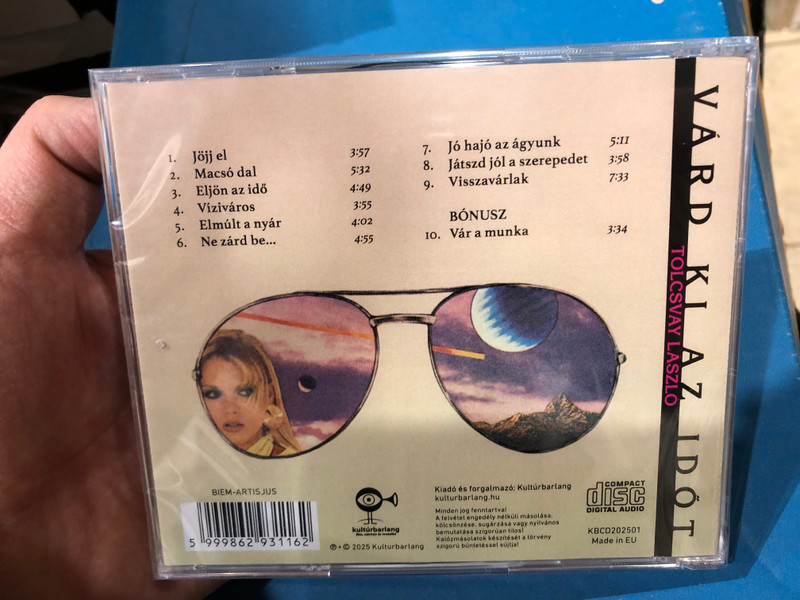 1. Jöjj el 3:57
2. Macsó dal 5:32
3. Eljön az idő 4:49
4. Víziváros 3:55
5. Elmúlt a nyár 4:02
6. Ne zárd be... 4:55
7. Jó hajó az ágyunk 5:11
8. Játszd jól a szerepedet 3:58
9. Visszavárlak 7:33
BÓNUSZ
10. Vár a munka 3:34
VÁRD KI AZ IDŐT
TOLCSVAY LÁSZLÓ
BIEM-ARTISJUS
5 999862 931162
kultúrbarlang
℗ + © 2025 Kultúrbarlang
Kiadó és forgalmazó: Kultúrbarlang
kulturbarlang.hu
Minden jog fenntartva!
A felvétel engedély nélküli másolása,
kölcsönzése, sugárzása vagy nyilvános
bemutatása szigorúan tilos!
Kalózmásolatok készítését a törvény
szigorú büntetéssel sújtja!
COMPACT
disc
DIGITAL AUDIO
KBCD202501
Made in EU